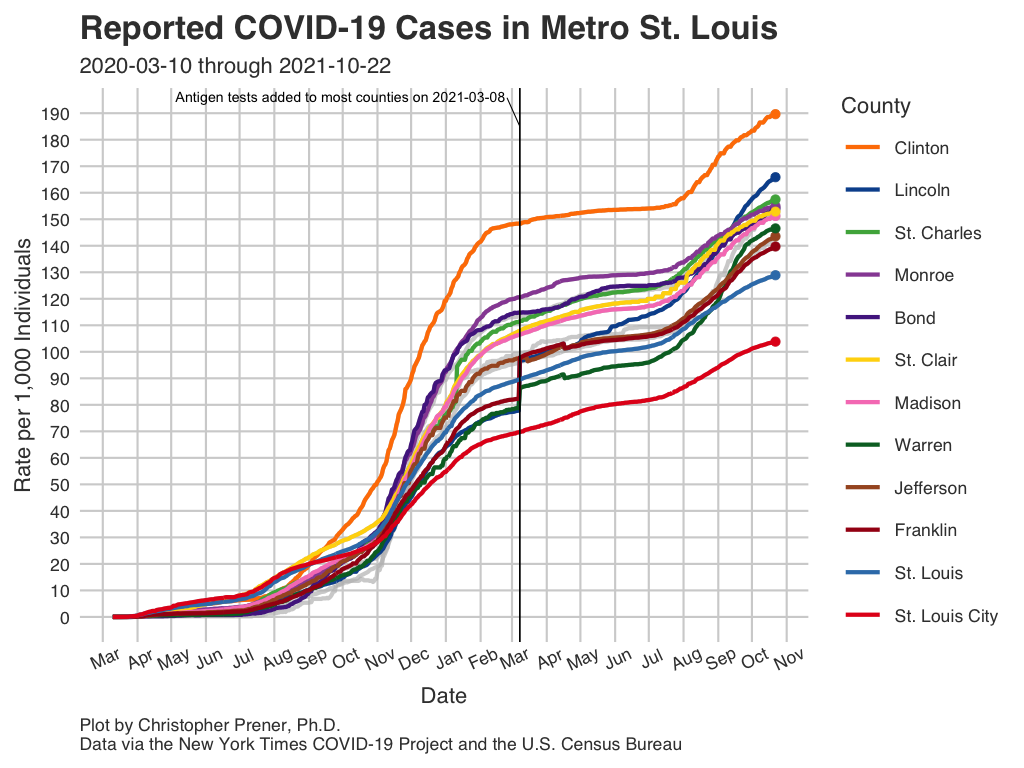 Reported COVID-19 Cases in Metro St. Louis
2020-03-10 through 2021-10-22
Antigen tests added to most counties on 2021-03-08
Rate per 1,000 Individuals
190
180
170
160
150
140
130
120
110
100
90
80
70
60
50
40
30
20
10
0
Mar Apr May Jun Jul Aug Sep Oct Nov Dec Jan Feb Mar Apr May Jun Jul Aug Sep Oct Nov
Date
County
Clinton
Lincoln
St. Charles
Monroe
Bond
St. Clair
Madison
Warren
Jefferson
Franklin
St. Louis
St. Louis City
Plot by Christopher Prener, Ph.D.
Data via the New York Times COVID-19 Project and the U.S. Census Bureau